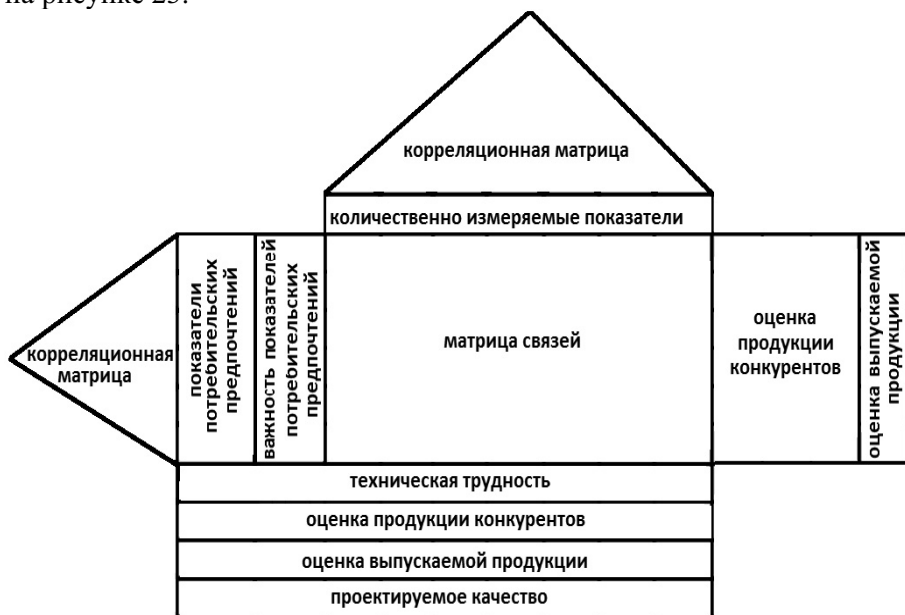 на рисунке 25.
корреляционная матрица
количественно измеряемые показатели
корреляционная
матрица
показатели
потребительских
предпочтений
важность показателей
потребительских
предпочтений
матрица связей
оценка
продукции
конкурентов
оценка выпускаемой
продукции
техническая трудность
оценка продукции конкурентов
оценка выпускаемой продукции
проектируемое качество